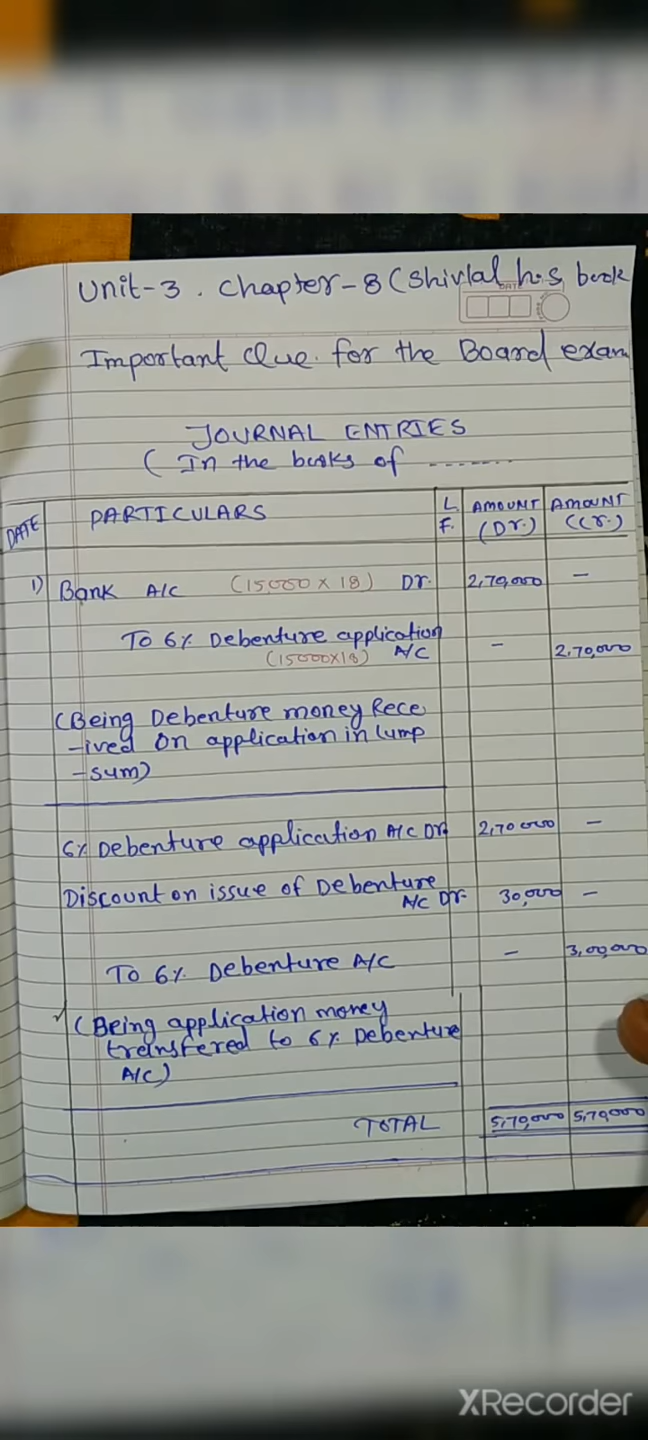 Unit-3. Chapter-8 (Shivlal h.s, book
DATE
Important Clue. for the Board exam
JOURNAL ENTRIES
(In the books of --------
DATE PARTICULARS L. F. AMOUNT (Dr.) AMOUNT (Cr.)
1) Bank A/c (15000 × 18) Dr. 2,70,000 -
To 6% Debenture application - 2,70,000
(15000×18) A/C
(Being Debenture money Rece
-ived On application in lump
-sum)
6% Debenture application A/C Dr. 2,70,000 -
Discount on issue of Debenture
A/C Dr. 30,000 -
To 6% Debenture A/C - 3,00,000
(Being application money
transfered to 6% Debenture
A/C)
TOTAL 5,70,000 5,70,000
XRecorder